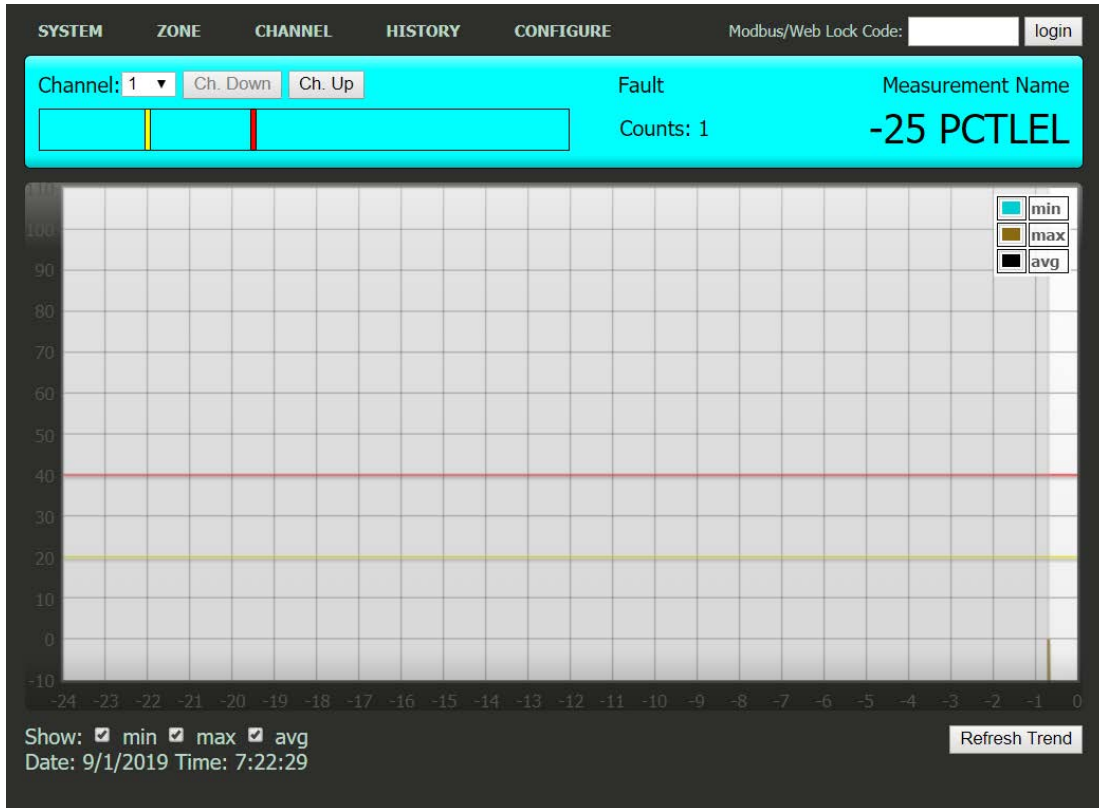 SYSTEM ZONE CHANNEL HISTORY CONFIGURE Modbus/Web Lock Code: login
Channel: 1 Ch. Down Ch. Up Fault Measurement Name
Counts: 1 -25 PCTLEL
110
min
100 max
90 avg
80
70
60
50
40
30
20
10
0
-10
-24 -23 -22 -21 -20 -19 -18 -17 -16 -15 -14 -13 -12 -11 -10 -9 -8 -7 -6 -5 -4 -3 -2 -1 0
Show: min max avg Refresh Trend
Date: 9/1/2019 Time: 7:22:29